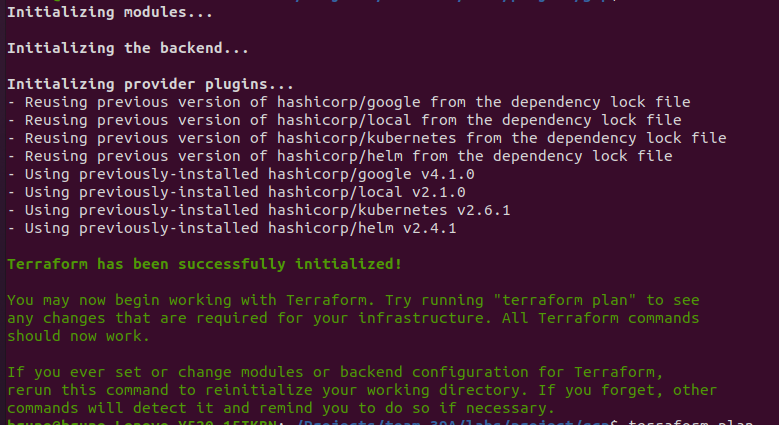 Initializing modules...
Initializing the backend...
Initializing provider plugins...
- Reusing previous version of hashicorp/google from the dependency lock file
- Reusing previous version of hashicorp/local from the dependency lock file
- Reusing previous version of hashicorp/kubernetes from the dependency lock file
- Reusing previous version of hashicorp/helm from the dependency lock file
- Using previously-installed hashicorp/google v4.1.0
- Using previously-installed hashicorp/local v2.1.0
- Using previously-installed hashicorp/kubernetes v2.6.1
- Using previously-installed hashicorp/helm v2.4.1
Terraform has been successfully initialized!
You may now begin working with Terraform. Try running "terraform plan" to see
any changes that are required for your infrastructure. All Terraform commands
should now work.
If you ever set or change modules or backend configuration for Terraform,
rerun this command to reinitialize your working directory. If you forget, other
commands will detect it and remind you to do so if necessary.
terraform plan